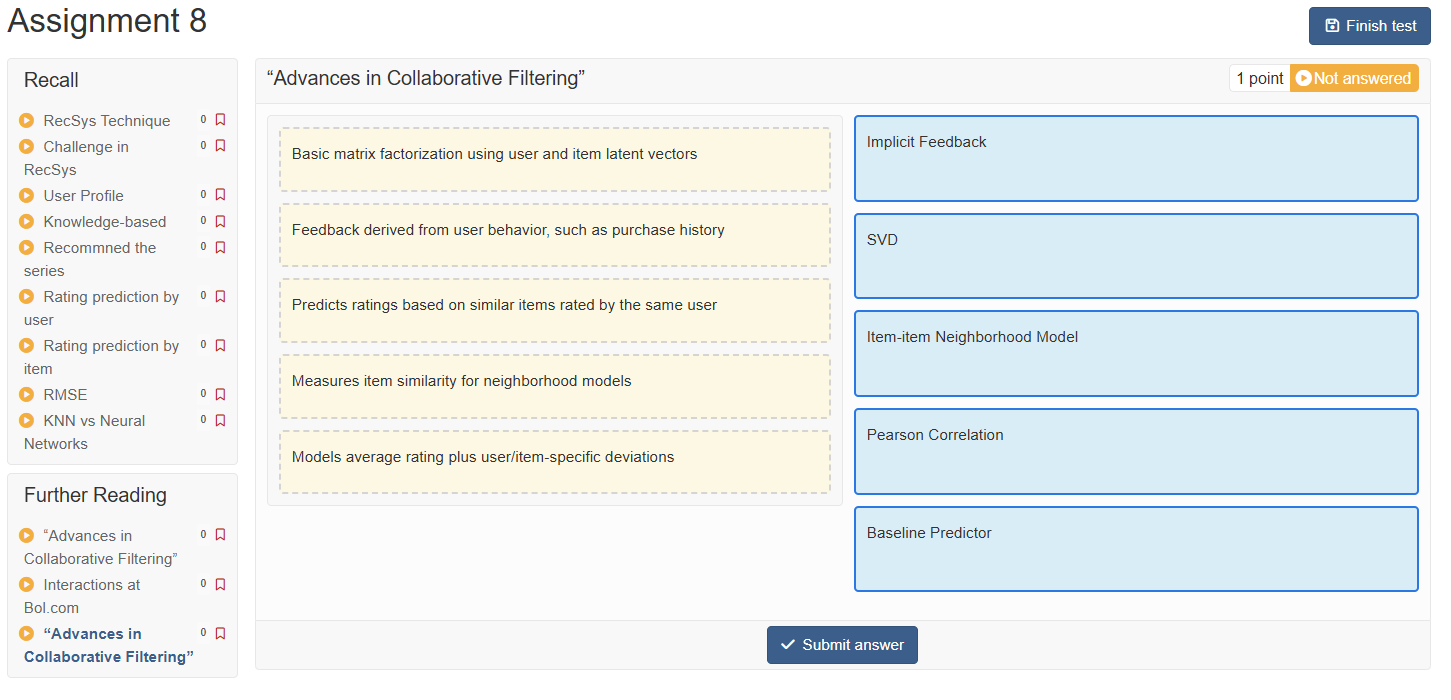 Assignment 8
Finish test
Recall
RecSys Technique 0
Challenge in 0
RecSys
User Profile 0
Knowledge-based 0
Recommned the 0
series
Rating prediction by 0
user
Rating prediction by 0
item
RMSE 0
KNN vs Neural 0
Networks
Further Reading
“Advances in 0
Collaborative Filtering”
Interactions at 0
Bol.com
“Advances in 0
Collaborative Filtering”
“Advances in Collaborative Filtering”
1 point Not answered
Basic matrix factorization using user and item latent vectors
Feedback derived from user behavior, such as purchase history
Predicts ratings based on similar items rated by the same user
Measures item similarity for neighborhood models
Models average rating plus user/item-specific deviations
Implicit Feedback
SVD
Item-item Neighborhood Model
Pearson Correlation
Baseline Predictor
Submit answer